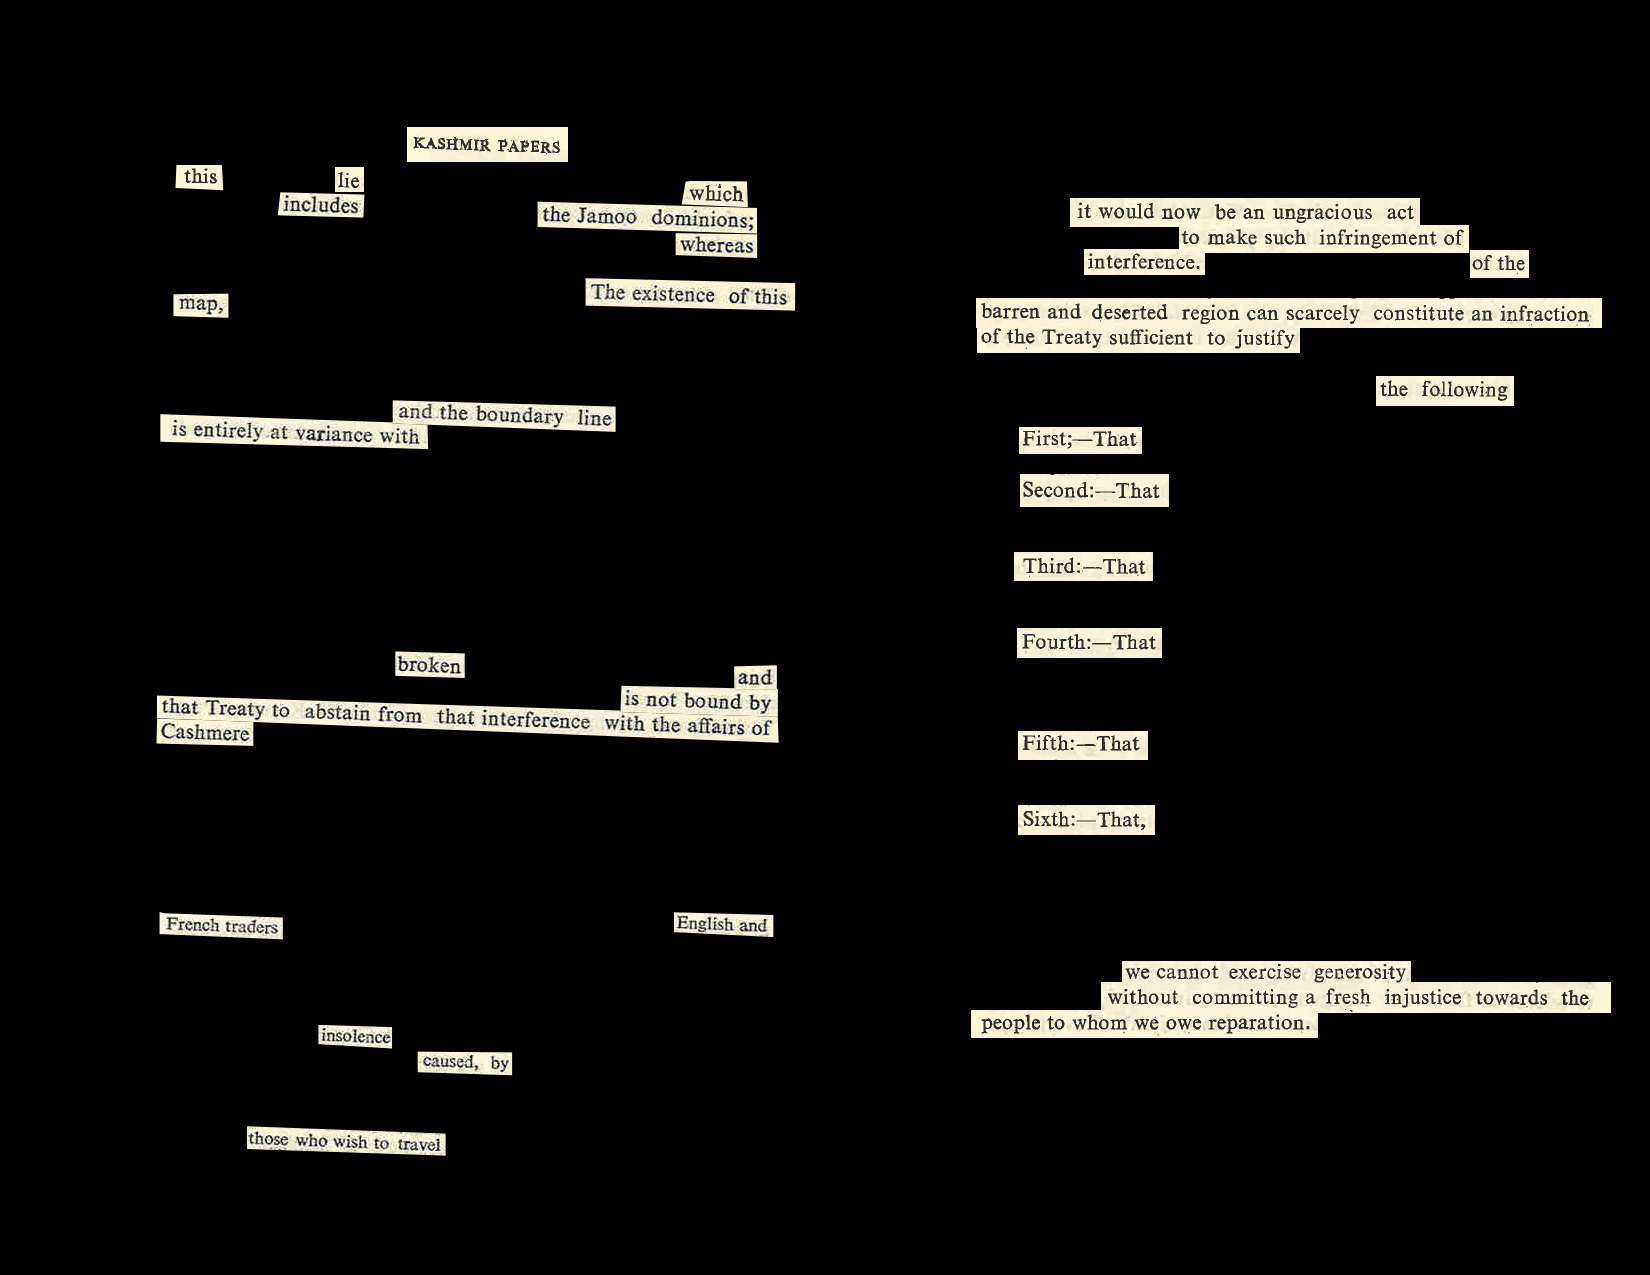 KASHMIR PAPERS
this lie
which
includes
the Jamoo dominions;
whereas
The existence of this
map,
and the boundary line
is entirely at variance with
broken
and
is not bound by
that Treaty to abstain from that interference with the affairs of
Cashmere
French traders English and
insolence
caused, by
those who wish to travel
it would now be an ungracious act
to make such infringement of
interference. of the
barren and deserted region can scarcely constitute an infraction
of the Treaty sufficient to justify
the following
First;—That
Second:—That
Third:—That
Fourth:—That
Fifth:—That
Sixth:—That,
we cannot exercise generosity
without committing a fresh injustice towards the
people to whom we owe reparation.